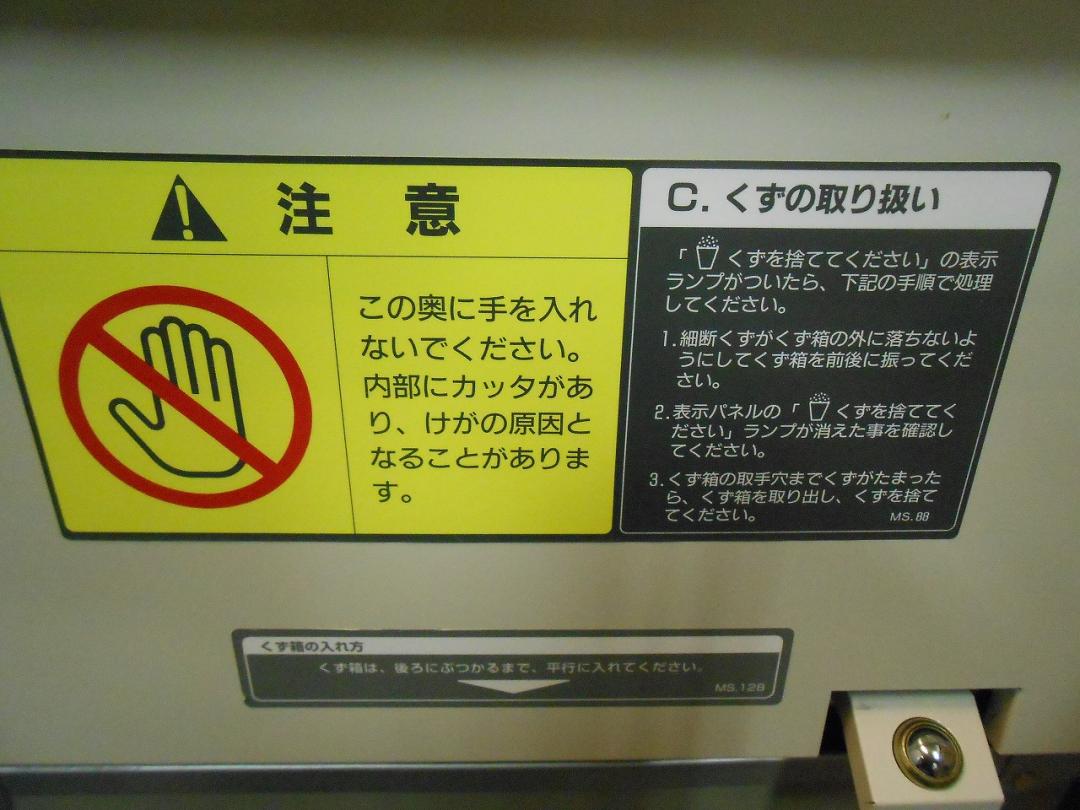 注意
この奥に手を入れ
ないでください。
内部にカッタがあ
り、けがの原因と
なることがありま
す。
C. くずの取り扱い
「くずを捨ててください」の表示
ランプがついたら、下記の手順で処理
してください。
1. 細断くずがくず箱の外に落ちないよ
うにしてくず箱を前後に振ってくだ
さい。
2. 表示パネルの「くずを捨ててく
ださい」ランプが消えた事を確認し
てください。
3. くず箱の取手穴までくずがたまった
ら、くず箱を取り出し、くずを捨て
てください。
MS.88
くず箱の入れ方
くず箱は、後ろにぶつかるまで、平行に入れてください。
MS.128